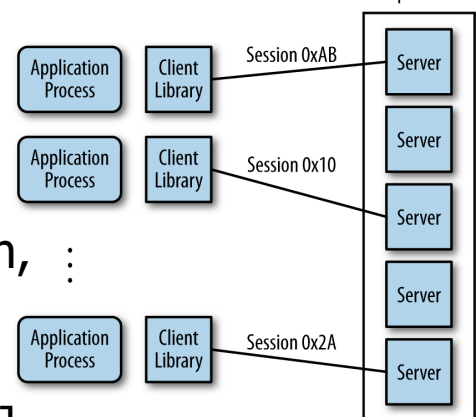 Application
Process
Client
Library
Session 0xAB
Server
Server
Application
Process
Client
Library
Session 0x10
Server
n,
⋮
Server
Application
Process
Client
Library
Session 0x2A
Server